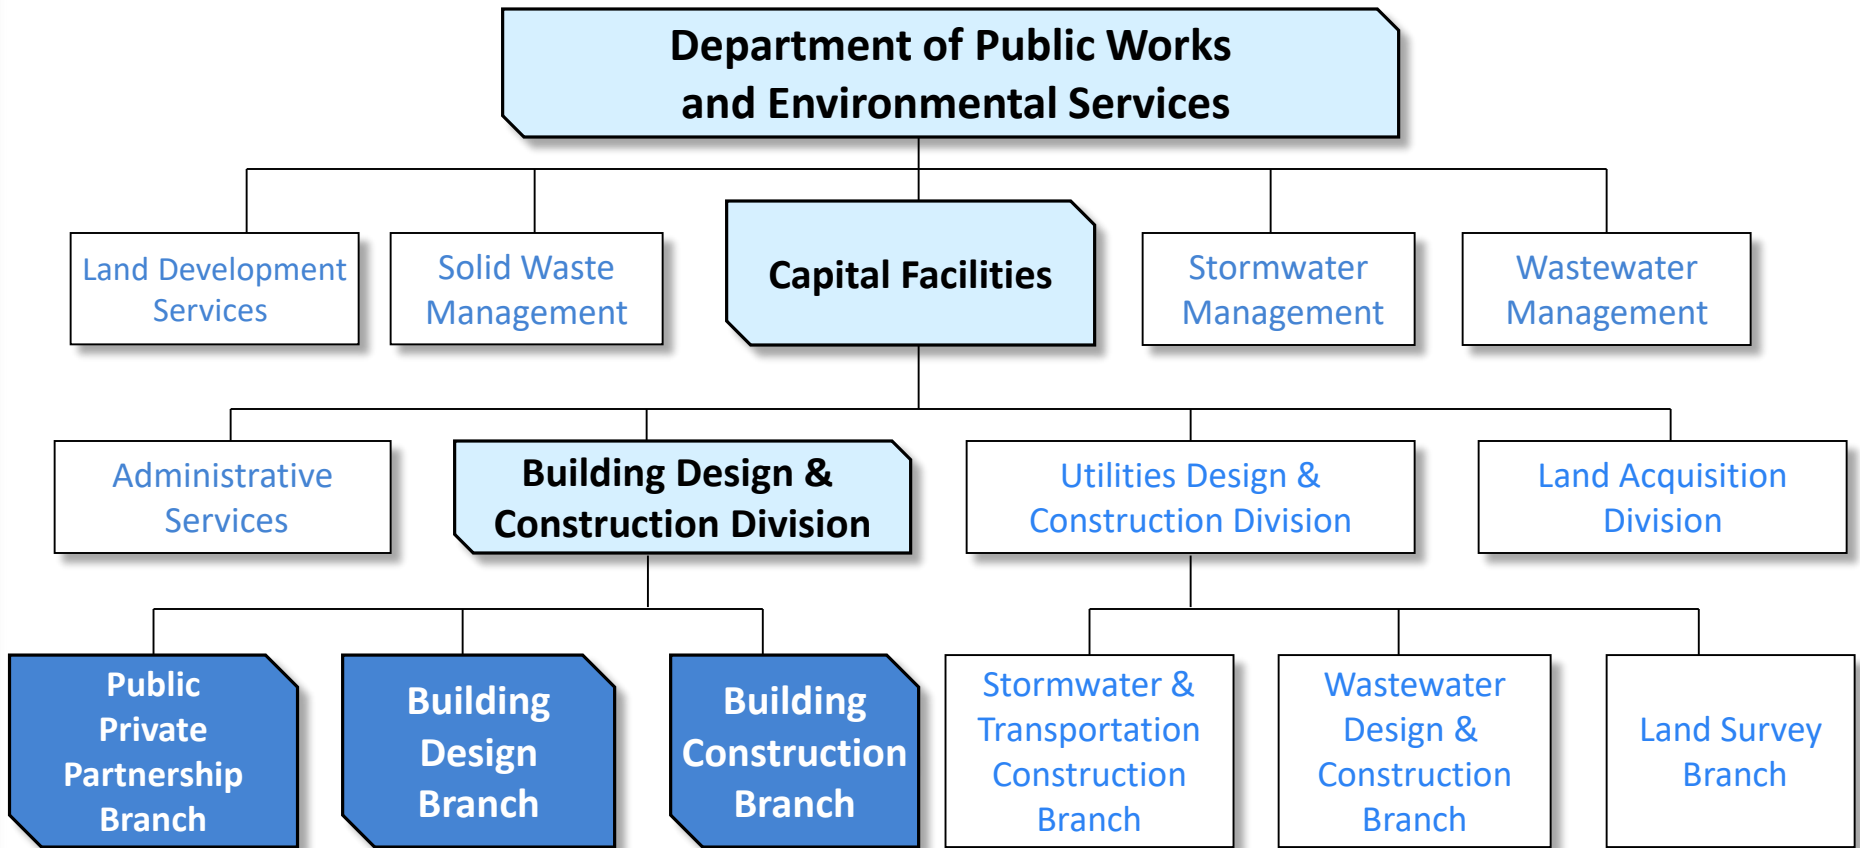 Department of Public Works
and Environmental Services
Land Development
Services
Solid Waste
Management
Capital Facilities
Stormwater
Management
Wastewater
Management
Administrative
Services
Building Design &
Construction Division
Utilities Design &
Construction Division
Land Acquisition
Division
Public
Private
Partnership
Branch
Building
Design
Branch
Building
Construction
Branch
Stormwater &
Transportation
Construction
Branch
Wastewater
Design &
Construction
Branch
Land Survey
Branch